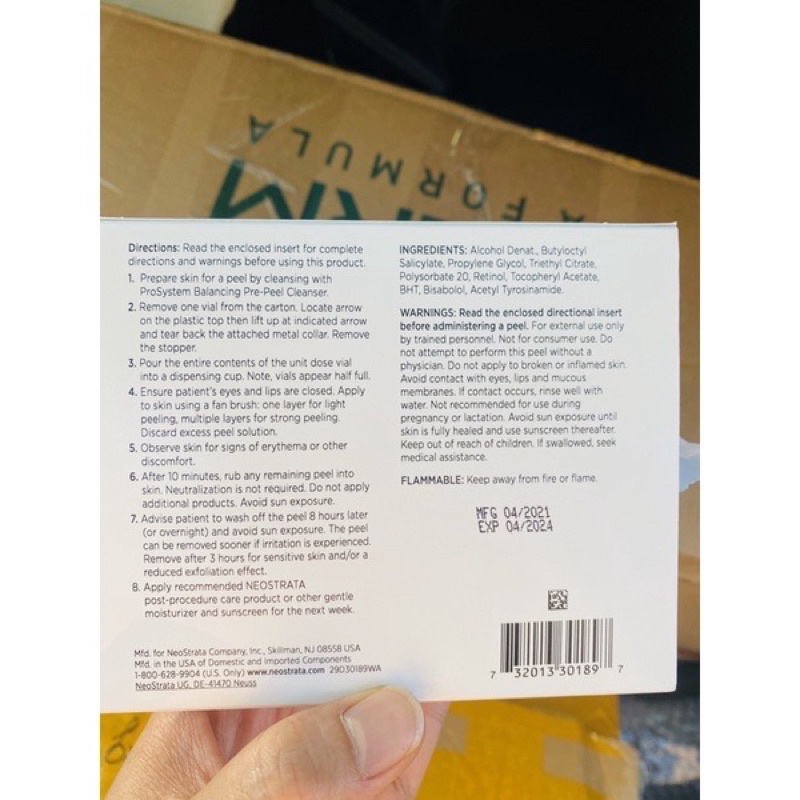 FORMULA
Directions: Read the enclosed insert for complete
directions and warnings before using this product.
1. Prepare skin for a peel by cleansing with
ProSystem Balancing Pre-Peel Cleanser.
2. Remove one vial from the carton. Locate arrow
on the plastic top then lift up at indicated arrow
and tear back the attached metal collar. Remove
the stopper.
3. Pour the entire contents of the unit dose vial
into a dispensing cup. Note, vials appear half full.
4. Ensure patient's eyes and lips are closed. Apply
to skin using a fan brush: one layer for light
peeling, multiple layers for strong peeling.
Discard excess peel solution.
5. Observe skin for signs of erythema or other
discomfort.
6. After 10 minutes, rub any remaining peel into
skin. Neutralization is not required. Do not apply
additional products. Avoid sun exposure.
7. Advise patient to wash off the peel 8 hours later
(or overnight) and avoid sun exposure. The peel
can be removed sooner if irritation is experienced.
Remove after 3 hours for sensitive skin and/or a
reduced exfoliation effect.
8. Apply recommended NEOSTRATA
post-procedure care product or other gentle
moisturizer and sunscreen for the next week.
Mfd. for NeoStrata Company, Inc., Skillman, NJ 08558 USA
Mfd. in the USA of Domestic and Imported Components
1-800-628-9904 (U.S. Only) www.neostrata.com 29D30189WA
NeoStrata UG, DE-41470 Neuss
INGREDIENTS: Alcohol Denat., Butyloctyl
Salicylate, Propylene Glycol, Triethyl Citrate,
Polysorbate 20, Retinol, Tocopheryl Acetate,
BHT, Bisabolol, Acetyl Tyrosinamide.
WARNINGS: Read the enclosed directional insert
before administering a peel. For external use only
by trained personnel. Not for consumer use. Do
not attempt to perform this peel without a
physician. Do not apply to broken or inflamed skin.
Avoid contact with eyes, lips and mucous
membranes. If contact occurs, rinse well with
water. Not recommended for use during
pregnancy or lactation. Avoid sun exposure until
skin is fully healed and use sunscreen thereafter.
Keep out of reach of children. If swallowed, seek
medical assistance.
FLAMMABLE: Keep away from fire or flame.
MFG 04/2021
EXP 04/2024
7 32013 30189 7